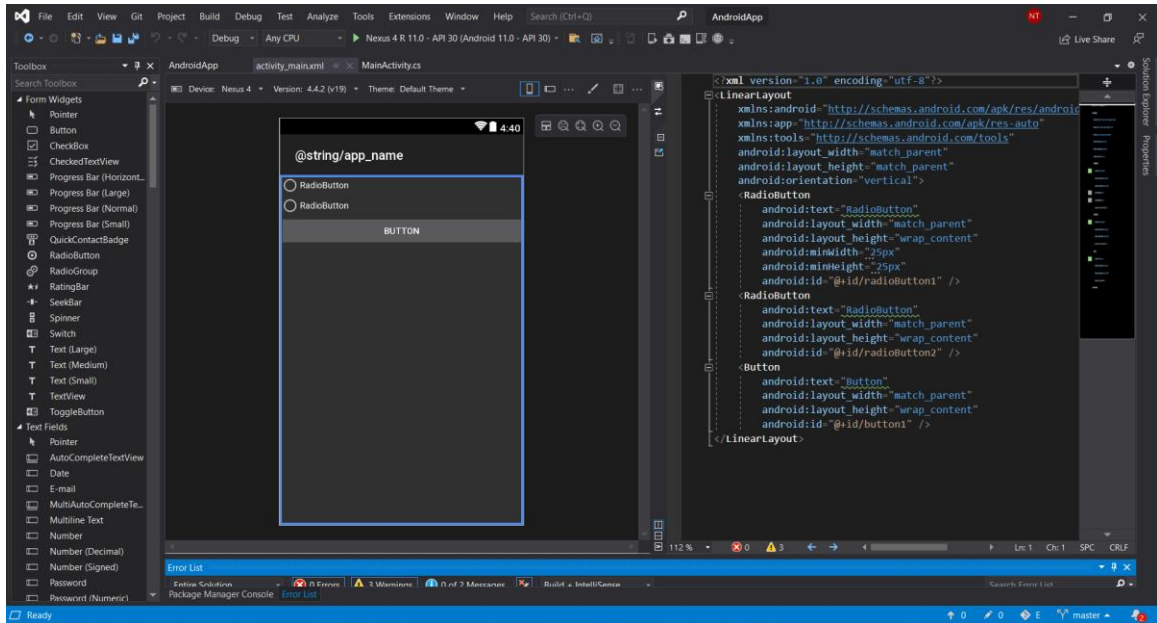 File Edit View Git Project Build Debug Test Analyze Tools Extensions Window Help Search (Ctrl+Q) AndroidApp NT
Debug Any CPU Nexus 4 R 11.0 - API 30 (Android 11.0 - API 30) Live Share
Toolbox
Search Toolbox
Form Widgets
Pointer
Button
CheckBox
CheckedTextView
Progress Bar (Horizont...
Progress Bar (Large)
Progress Bar (Normal)
Progress Bar (Small)
QuickContactBadge
RadioButton
RadioGroup
RatingBar
SeekBar
Spinner
Switch
Text (Large)
Text (Medium)
Text (Small)
TextView
ToggleButton
Text Fields
Pointer
AutoCompleteTextView
Date
E-mail
MultiAutoCompleteTe...
Multiline Text
Number
Number (Decimal)
Number (Signed)
Password
Password (Numeric)
AndroidApp activity_main.xml MainActivity.cs
Device: Nexus 4 Version: 4.4.2 (v19) Theme: Default Theme
4:40
@string/app_name
RadioButton
RadioButton
BUTTON
<?xml version="1.0" encoding="utf-8"?>
<LinearLayout
xmlns:android="http://schemas.android.com/apk/res/android
xmlns:app="http://schemas.android.com/apk/res-auto"
xmlns:tools="http://schemas.android.com/tools"
android:layout_width="match_parent"
android:layout_height="match_parent"
android:orientation="vertical">
<RadioButton
android:text="RadioButton"
android:layout_width="match_parent"
android:layout_height="wrap_content"
android:minWidth="25px"
android:minHeight="25px"
android:id="@+id/radioButton1" />
<RadioButton
android:text="RadioButton"
android:layout_width="match_parent"
android:layout_height="wrap_content"
android:id="@+id/radioButton2" />
<Button
android:text="Button"
android:layout_width="match_parent"
android:layout_height="wrap_content"
android:id="@+id/button1" />
</LinearLayout>
112 % 0 3 Ln: 1 Ch: 1 SPC CRLF
Solution Explorer
Properties
Error List
Entire Solution 0 Errors 3 Warnings 0 of 2 Messages Build + IntelliSense Search Error List
Package Manager Console Error List
Ready 0 0 E master 2